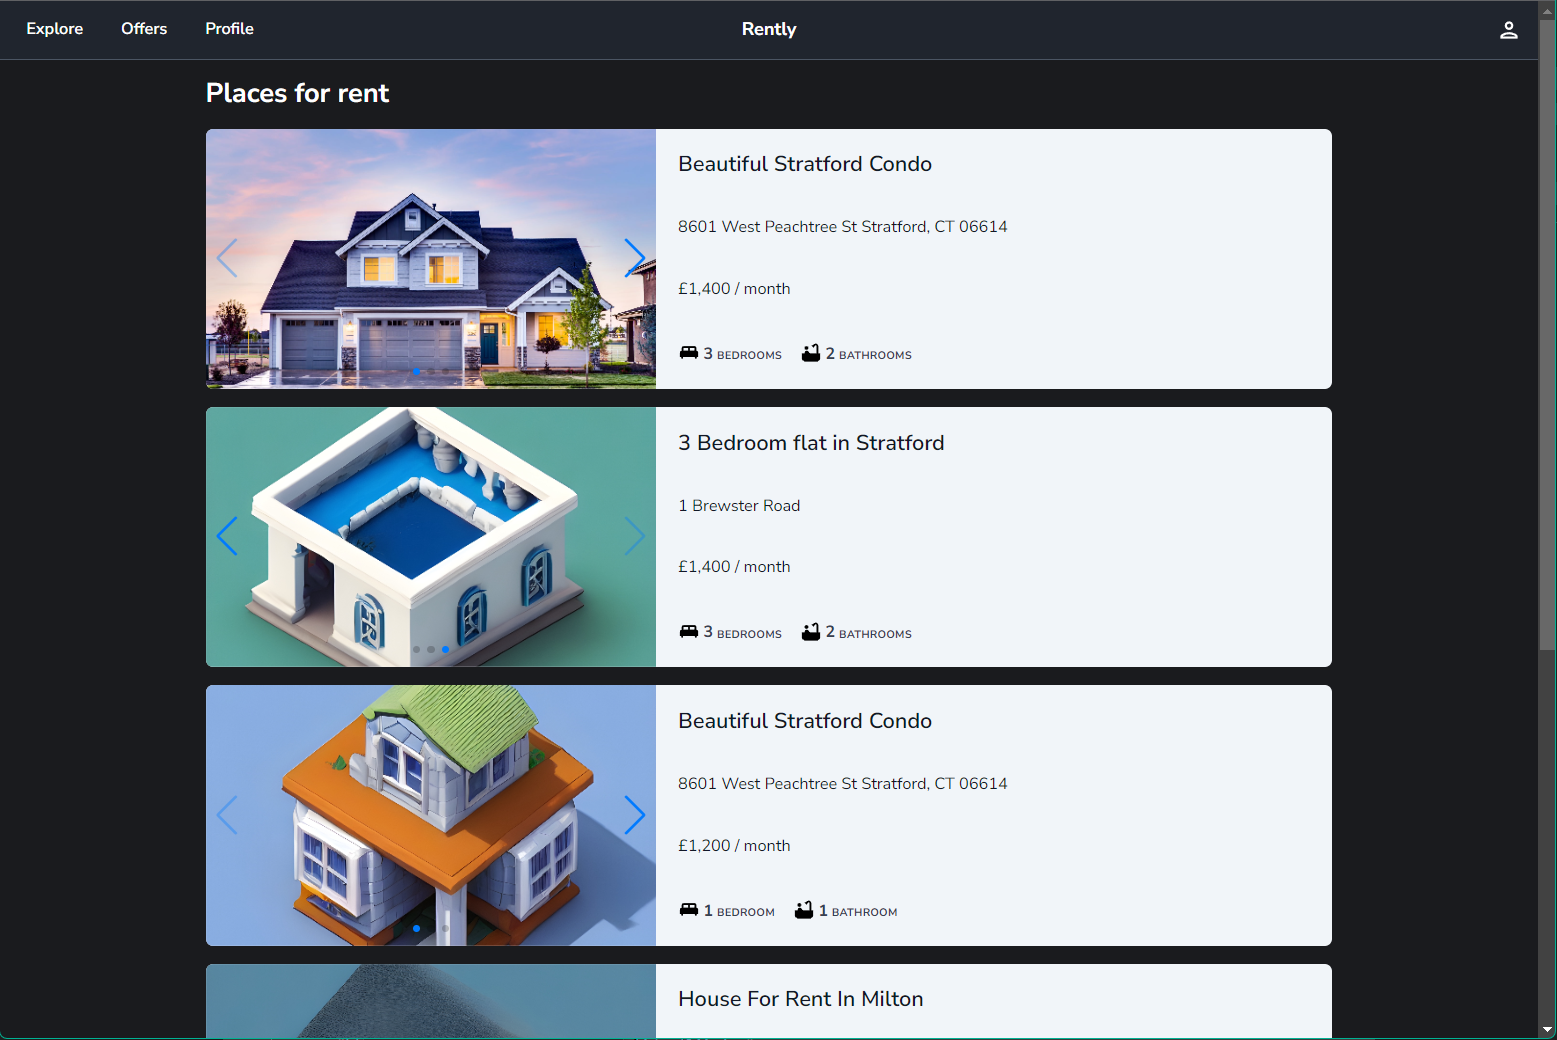 Explore Offers Profile Rently
Places for rent
Beautiful Stratford Condo
8601 West Peachtree St Stratford, CT 06614
£1,400 / month
3 BEDROOMS 2 BATHROOMS
3 Bedroom flat in Stratford
1 Brewster Road
£1,400 / month
3 BEDROOMS 2 BATHROOMS
Beautiful Stratford Condo
8601 West Peachtree St Stratford, CT 06614
£1,200 / month
1 BEDROOM 1 BATHROOM
House For Rent In Milton